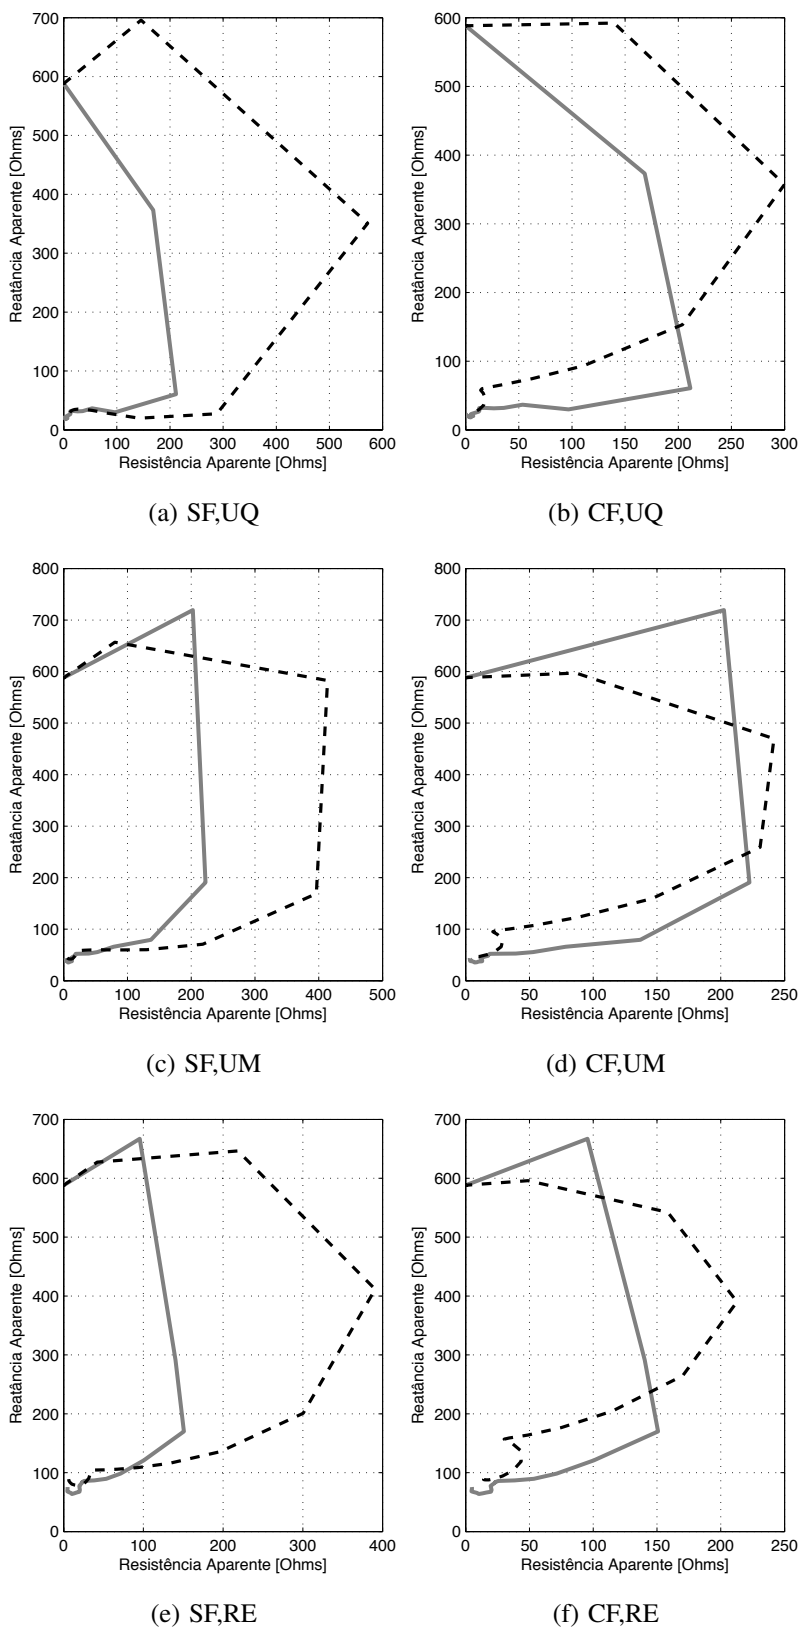 700
600
500
400
300
200
100
0
Reatância Aparente [Ohms]
0 100 200 300 400 500 600
Resistência Aparente [Ohms]
(a) SF,UQ
600
500
400
300
200
100
0
Reatância Aparente [Ohms]
0 50 100 150 200 250 300
Resistência Aparente [Ohms]
(b) CF,UQ
800
700
600
500
400
300
200
100
0
Reatância Aparente [Ohms]
0 100 200 300 400 500
Resistência Aparente [Ohms]
(c) SF,UM
800
700
600
500
400
300
200
100
0
Reatância Aparente [Ohms]
0 50 100 150 200 250
Resistência Aparente [Ohms]
(d) CF,UM
700
600
500
400
300
200
100
0
Reatância Aparente [Ohms]
0 100 200 300 400
Resistência Aparente [Ohms]
(e) SF,RE
700
600
500
400
300
200
100
0
Reatância Aparente [Ohms]
0 50 100 150 200 250
Resistência Aparente [Ohms]
(f) CF,RE